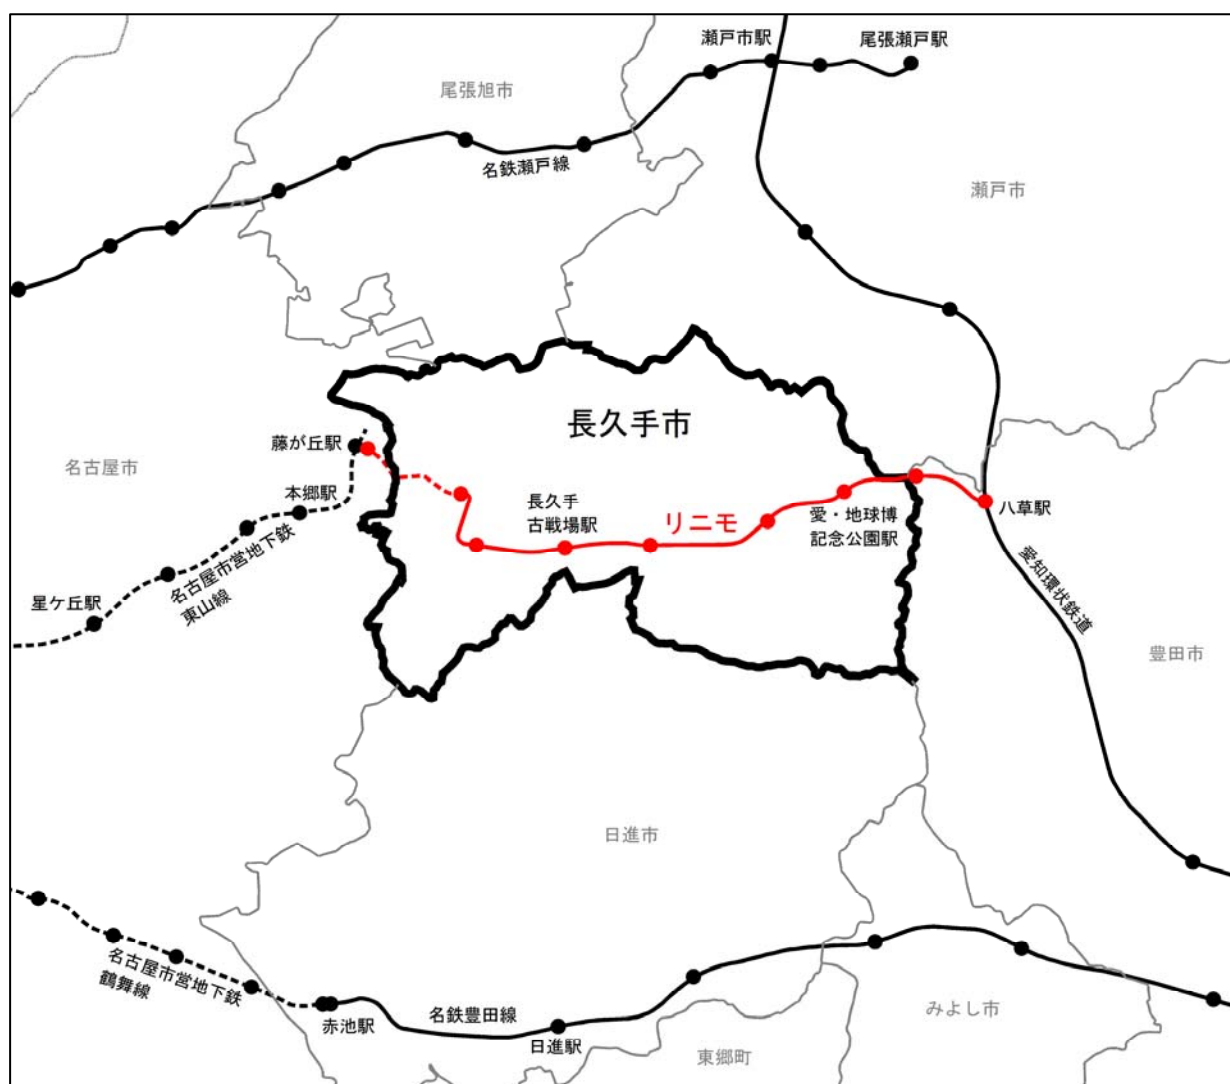 瀬戸市駅
尾張瀬戸駅
尾張旭市
名鉄瀬戸線
瀬戸市
長久手市
藤が丘駅
名古屋市
本郷駅
長久手
古戦場駅
リニモ
愛・地球博
記念公園駅
八草駅
名古屋市営地下鉄
東山線
星ケ丘駅
愛知環状鉄道
豊田市
日進市
名古屋市営地下鉄
鶴舞線
赤池駅
名鉄豊田線
日進駅
みよし市
東郷町